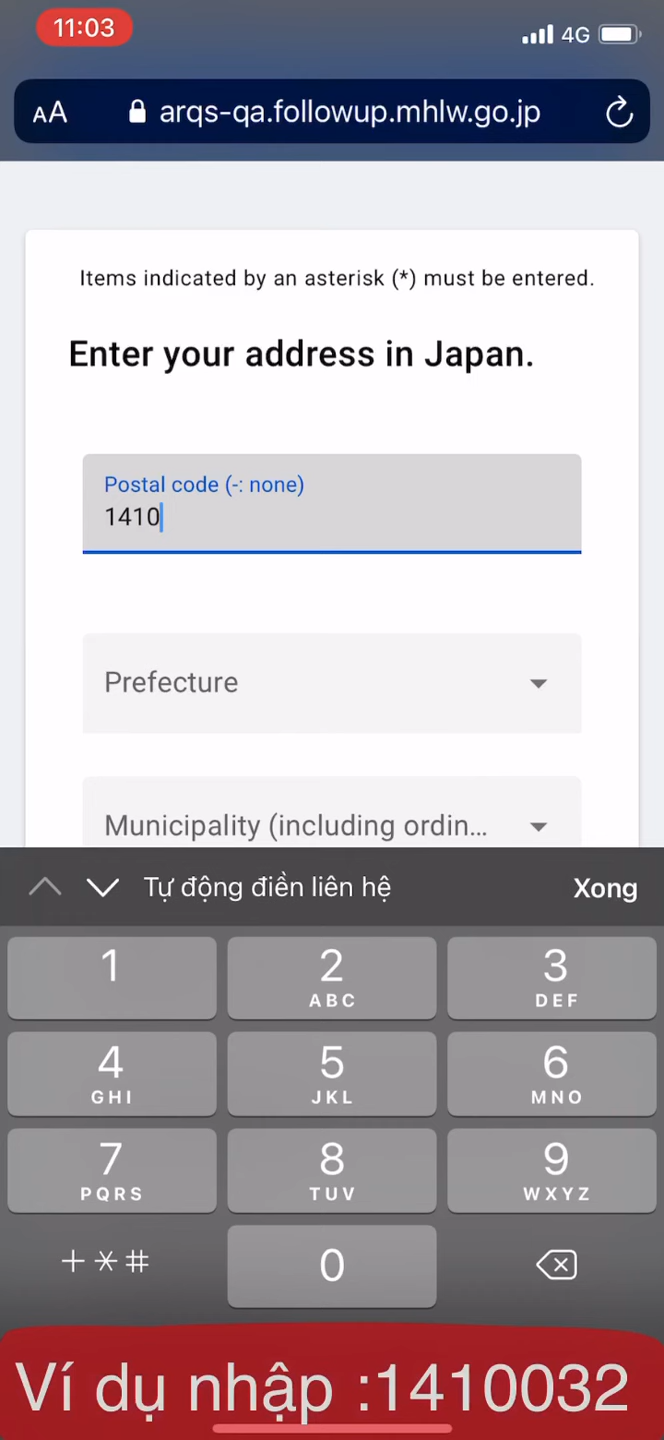 11:03
4G
AA
arqs-qa.followup.mhlw.go.jp
Items indicated by an asterisk (*) must be entered.
Enter your address in Japan.
Postal code (-: none)
1410
Prefecture
Municipality (including ordin...
Tự động điền liên hệ
Xong
1
2
3
ABC
DEF
4
5
6
GHI
JKL
MNO
7
8
9
PQRS
TUV
WXYZ
+*#
0
Ví dụ nhập :1410032